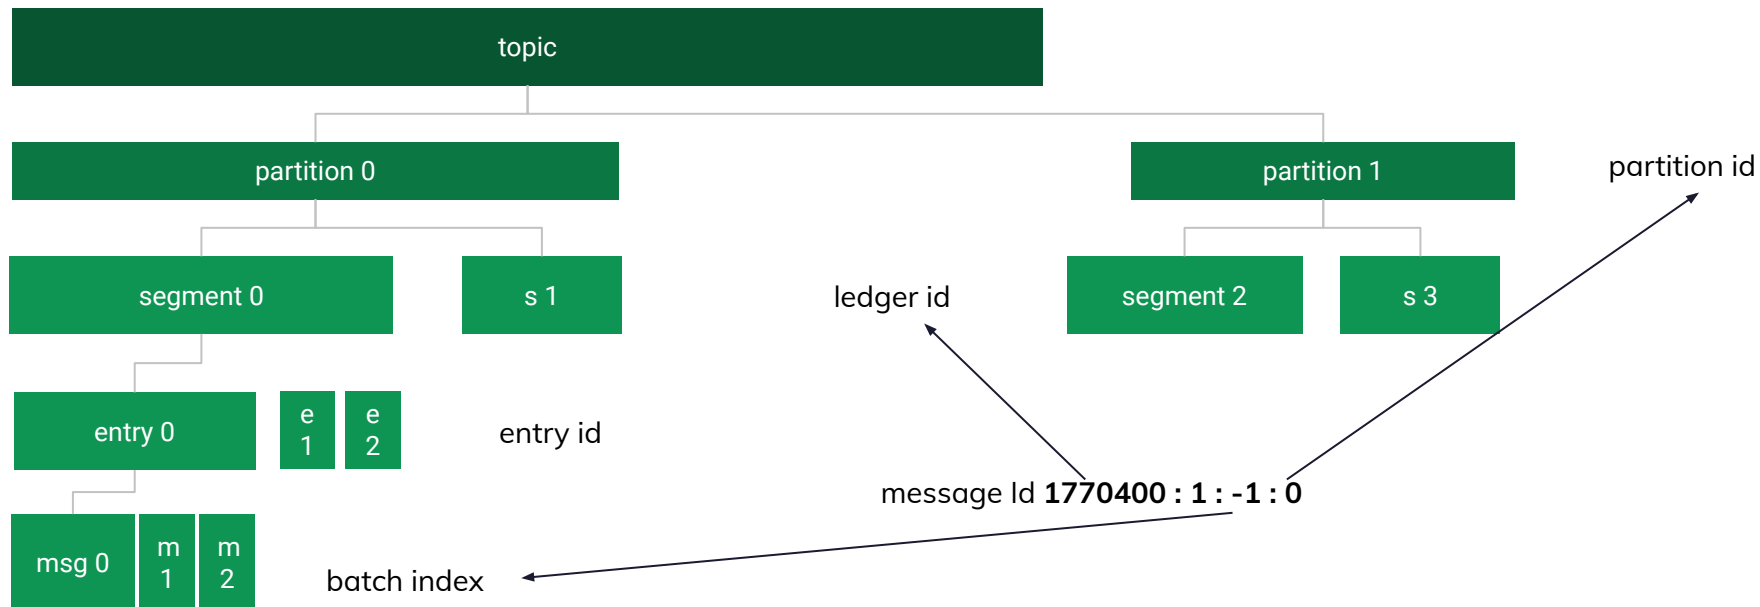 topic
partition 0
partition 1
partition id
segment 0
s 1
ledger id
segment 2
s 3
entry 0
e
1
e
2
entry id
message Id 1770400 : 1 : -1 : 0
msg 0
m
1
m
2
batch index